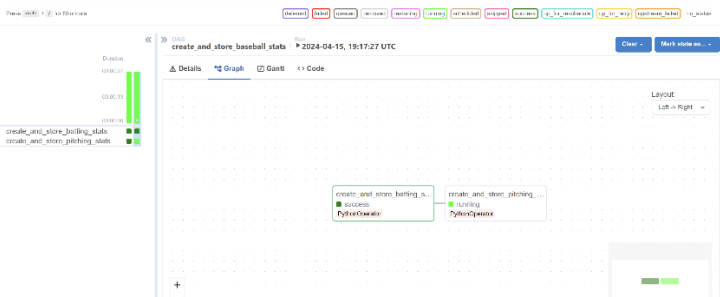 Press shift + / for Shortcuts
deferred failed queued removed restarting running scheduled skipped success up_for_reschedule up_for_retry upstream_failed no_status
DAG
create_and_store_baseball_stats
/
Run
2024-04-15, 19:17:27 UTC
Clear
Mark state as...
Details
Graph
Gantt
<> Code
Duration
00:00:27
00:00:13
00:00:00
create_and_store_batting_stats
create_and_store_pitching_stats
Layout:
Left -> Right
create_and_store_batting_s...
success
PythonOperator
create_and_store_pitching_...
running
PythonOperator
+